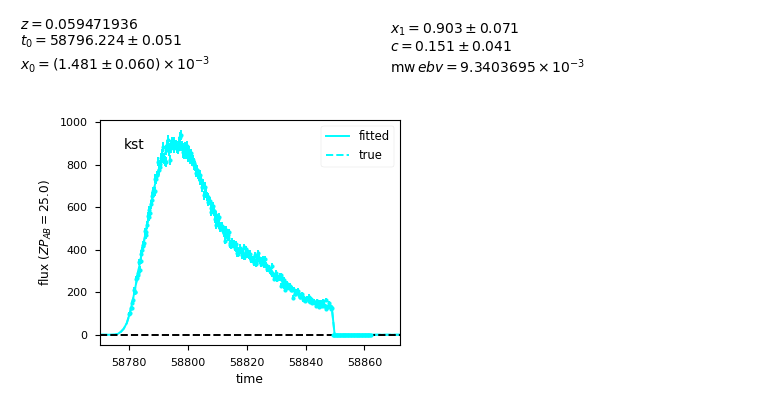 z = 0.059471936
t₀ = 58796.224 ± 0.051
x₀ = (1.481 ± 0.060) × 10⁻³
x₁ = 0.903 ± 0.071
c = 0.151 ± 0.041
mw ebv = 9.3403695 × 10⁻³
kst
fitted
true
1000
800
600
400
200
0
flux (ZP_AB = 25.0)
58780 58800 58820 58840 58860
time